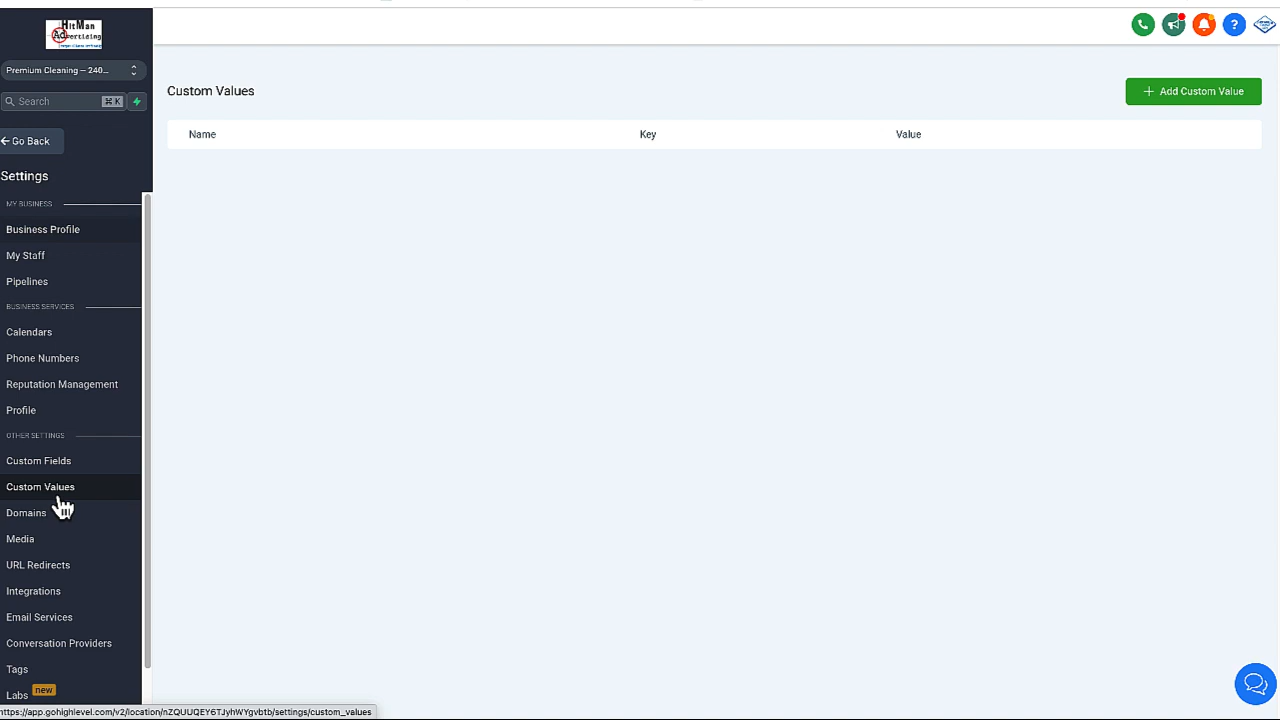 HitMan
Advertising
Premium Cleaning – 240...
Search
⌘ K
Go Back
Settings
MY BUSINESS
Business Profile
My Staff
Pipelines
BUSINESS SERVICES
Calendars
Phone Numbers
Reputation Management
Profile
OTHER SETTINGS
Custom Fields
Custom Values
Domains
Media
URL Redirects
Integrations
Email Services
Conversation Providers
Tags
Labs new
https://app.gohighlevel.com/v2/location/nZQUUQEY6TJyhWYgvbtb/settings/custom_values
?
Custom Values
+ Add Custom Value
Name Key Value